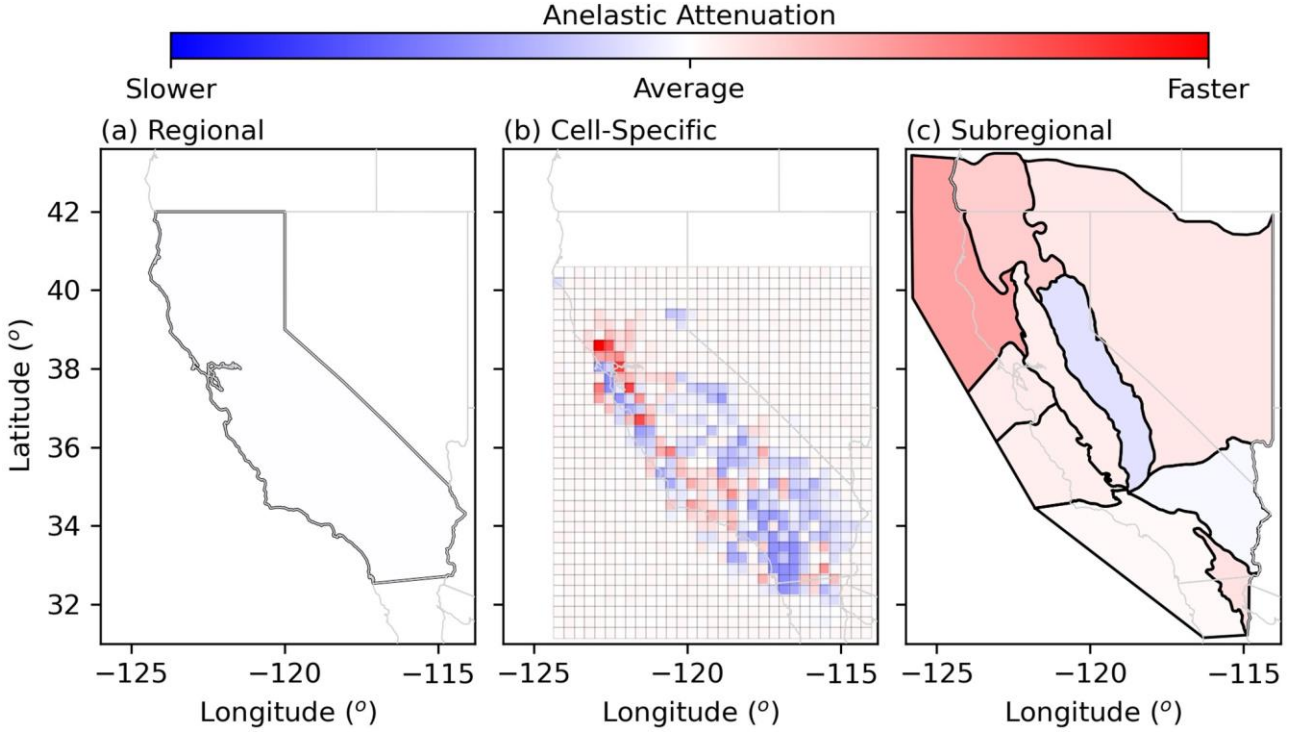 Anelastic Attenuation
Slower Average Faster
(a) Regional (b) Cell-Specific (c) Subregional
42
40
38
36
34
32
Latitude (°)
−125 −120 −115 −125 −120 −115 −125 −120 −115
Longitude (°) Longitude (°) Longitude (°)